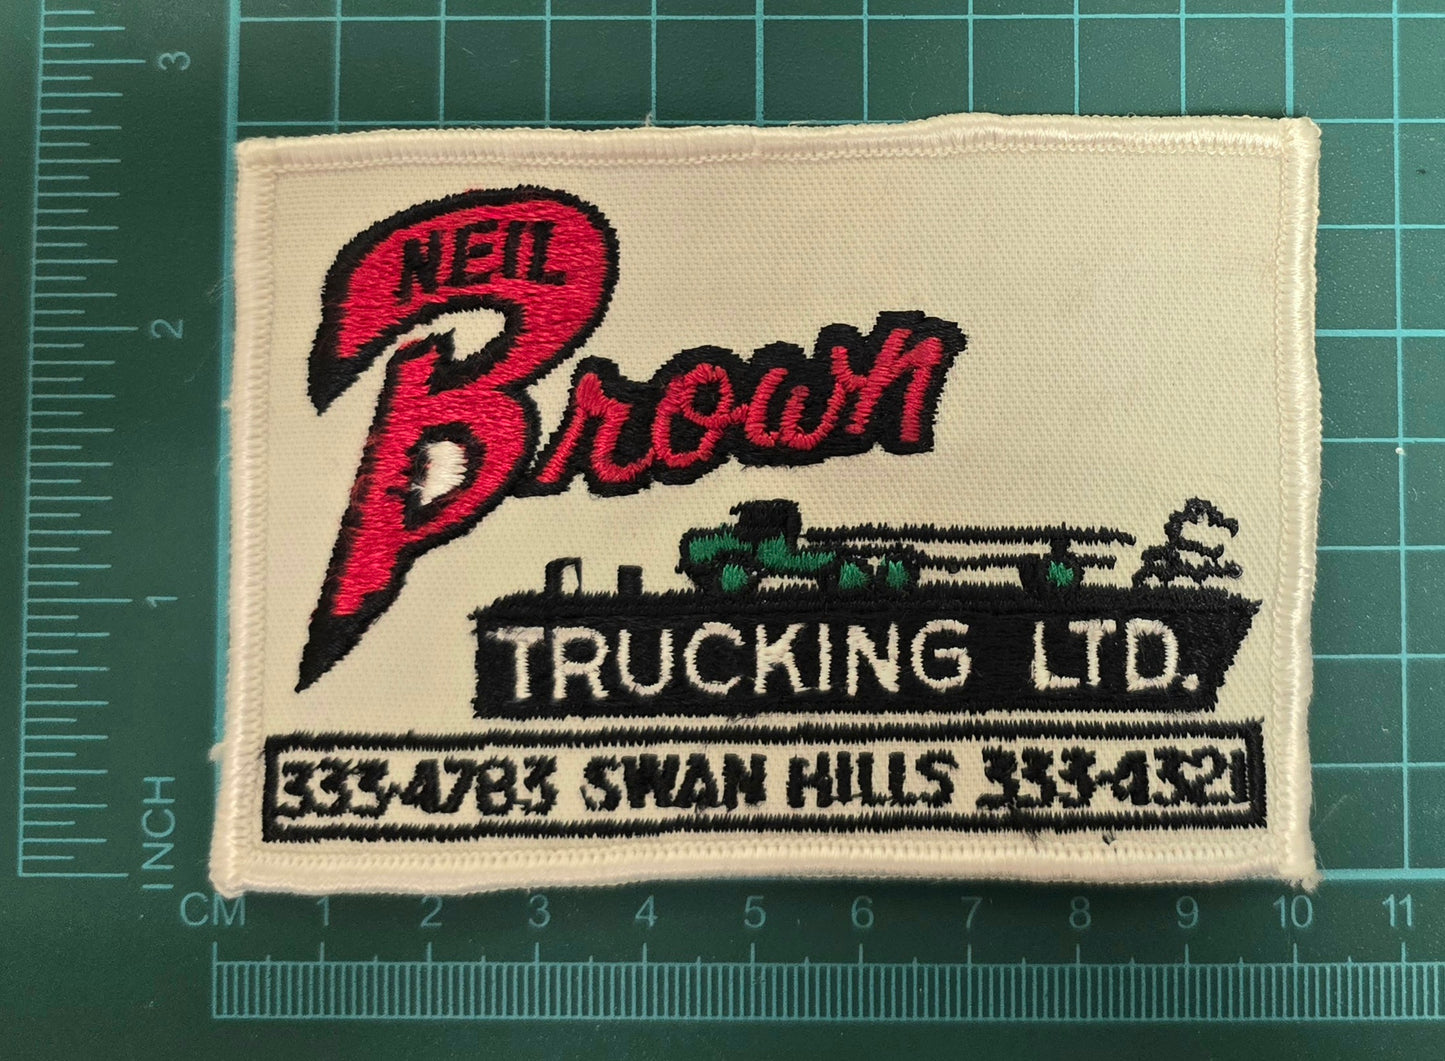 NEIL
Brown
TRUCKING LTD.
333-4783 SWAN HILLS 333-4321
3
2
1
INCH
CM 1 2 3 4 5 6 7 8 9 10 11